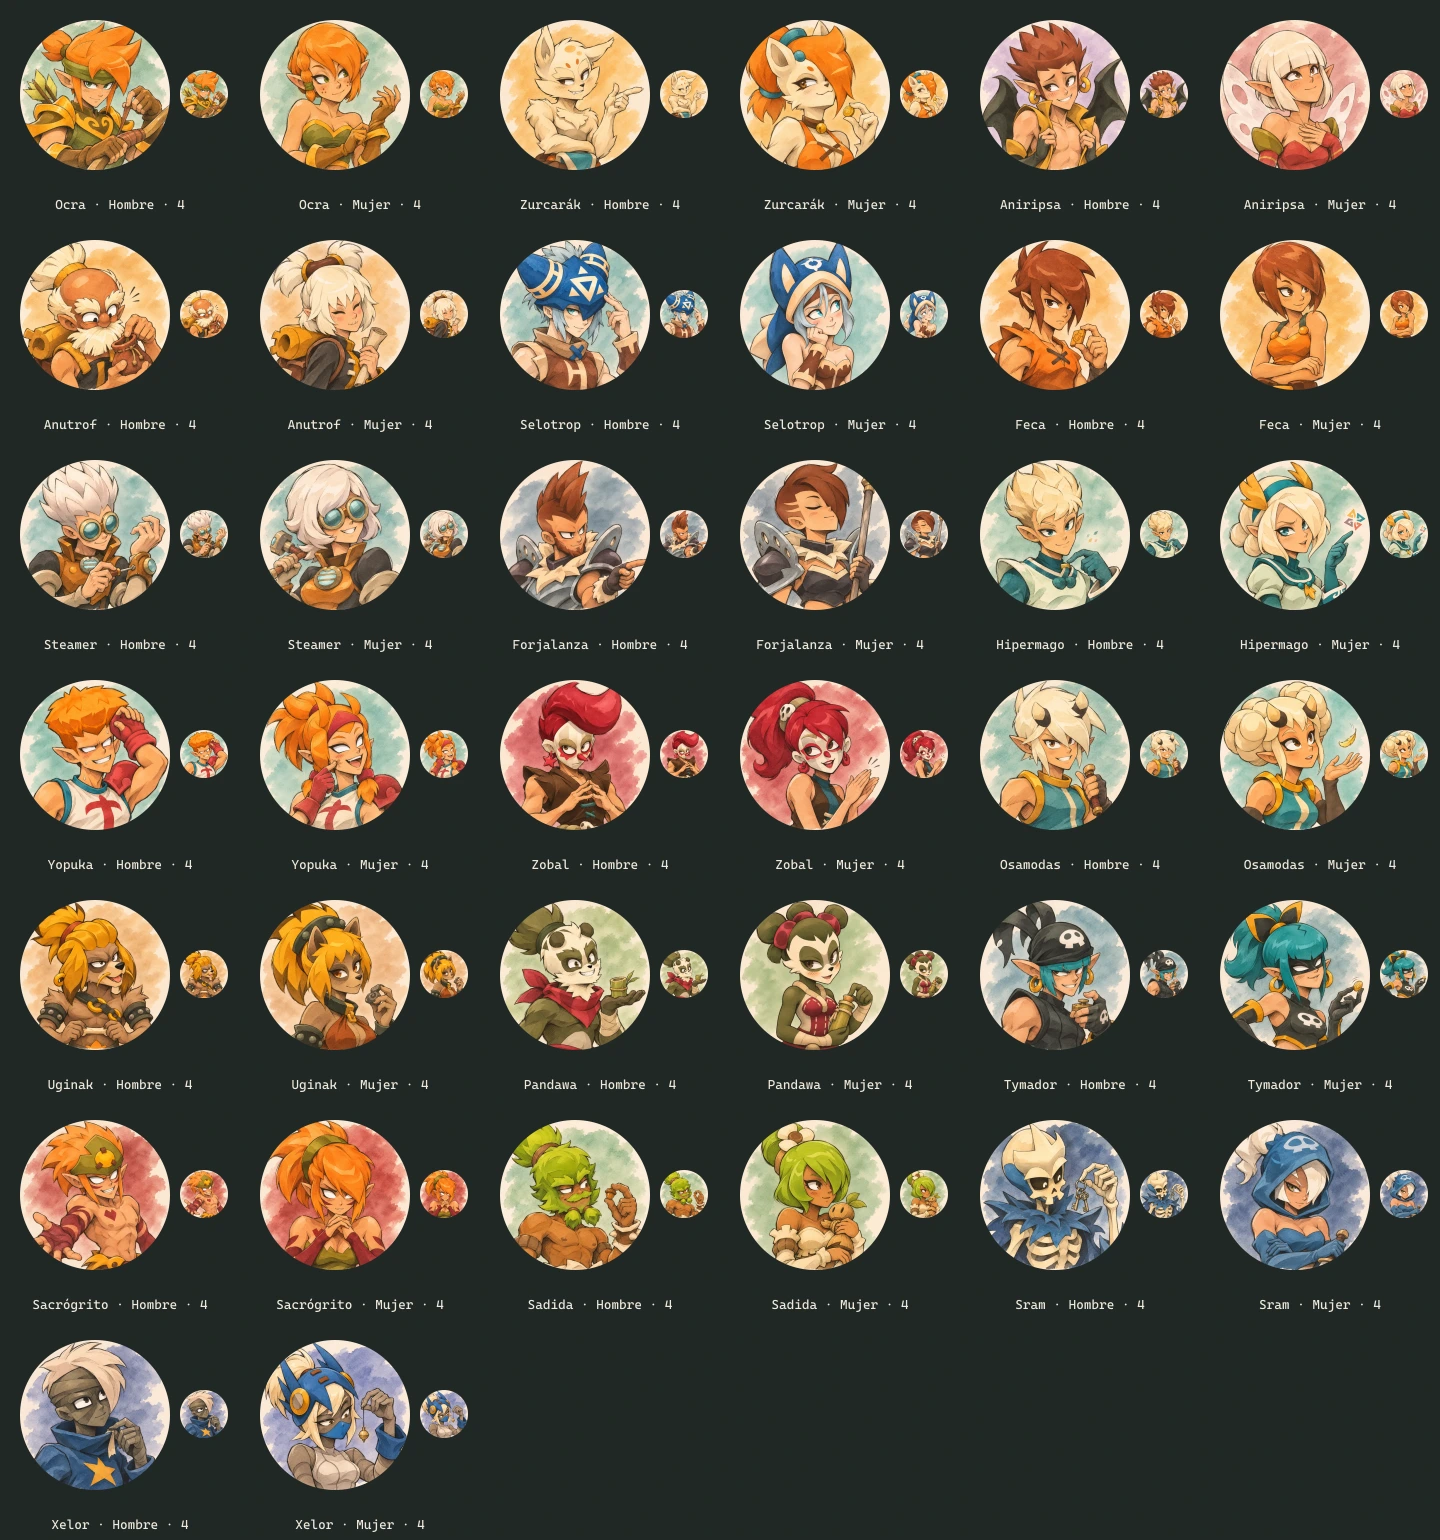 Ocra · Hombre · 4
Ocra · Mujer · 4
Zurcarák · Hombre · 4
Zurcarák · Mujer · 4
Aniripsa · Hombre · 4
Aniripsa · Mujer · 4
Anutrof · Hombre · 4
Anutrof · Mujer · 4
Selotrop · Hombre · 4
Selotrop · Mujer · 4
Feca · Hombre · 4
Feca · Mujer · 4
Steamer · Hombre · 4
Steamer · Mujer · 4
Forjalanza · Hombre · 4
Forjalanza · Mujer · 4
Hipermago · Hombre · 4
Hipermago · Mujer · 4
Yopuka · Hombre · 4
Yopuka · Mujer · 4
Zobal · Hombre · 4
Zobal · Mujer · 4
Osamodas · Hombre · 4
Osamodas · Mujer · 4
Uginak · Hombre · 4
Uginak · Mujer · 4
Pandawa · Hombre · 4
Pandawa · Mujer · 4
Tymador · Hombre · 4
Tymador · Mujer · 4
Sacrógrito · Hombre · 4
Sacrógrito · Mujer · 4
Sadida · Hombre · 4
Sadida · Mujer · 4
Sram · Hombre · 4
Sram · Mujer · 4
Xelor · Hombre · 4
Xelor · Mujer · 4